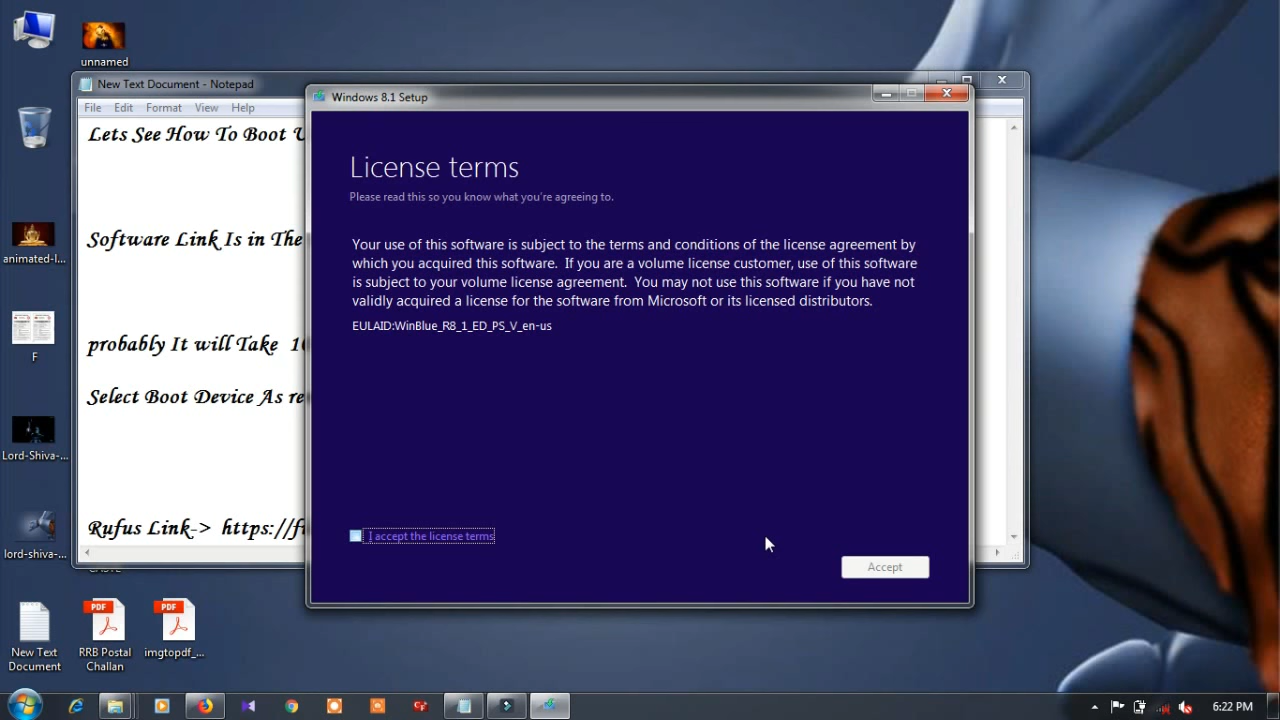 unnamed
New Text Document - Notepad
File Edit Format View Help
Lets See How To Boot U
Software Link Is in The
probably It will Take 10
Select Boot Device As re
Rufus Link-> https://f
Windows 8.1 Setup
License terms
Please read this so you know what you're agreeing to.
Your use of this software is subject to the terms and conditions of the license agreement by
which you acquired this software. If you are a volume license customer, use of this software
is subject to your volume license agreement. You may not use this software if you have not
validly acquired a license for the software from Microsoft or its licensed distributors.
EULAID:WinBlue_R8_1_ED_PS_V_en-us
I accept the license terms
Accept
animated-l...
F
Lord-Shiva-...
lord-shiva-...
PDF
PDF
New Text
Document
RRB Postal
Challan
imgtopdf_...
6:22 PM